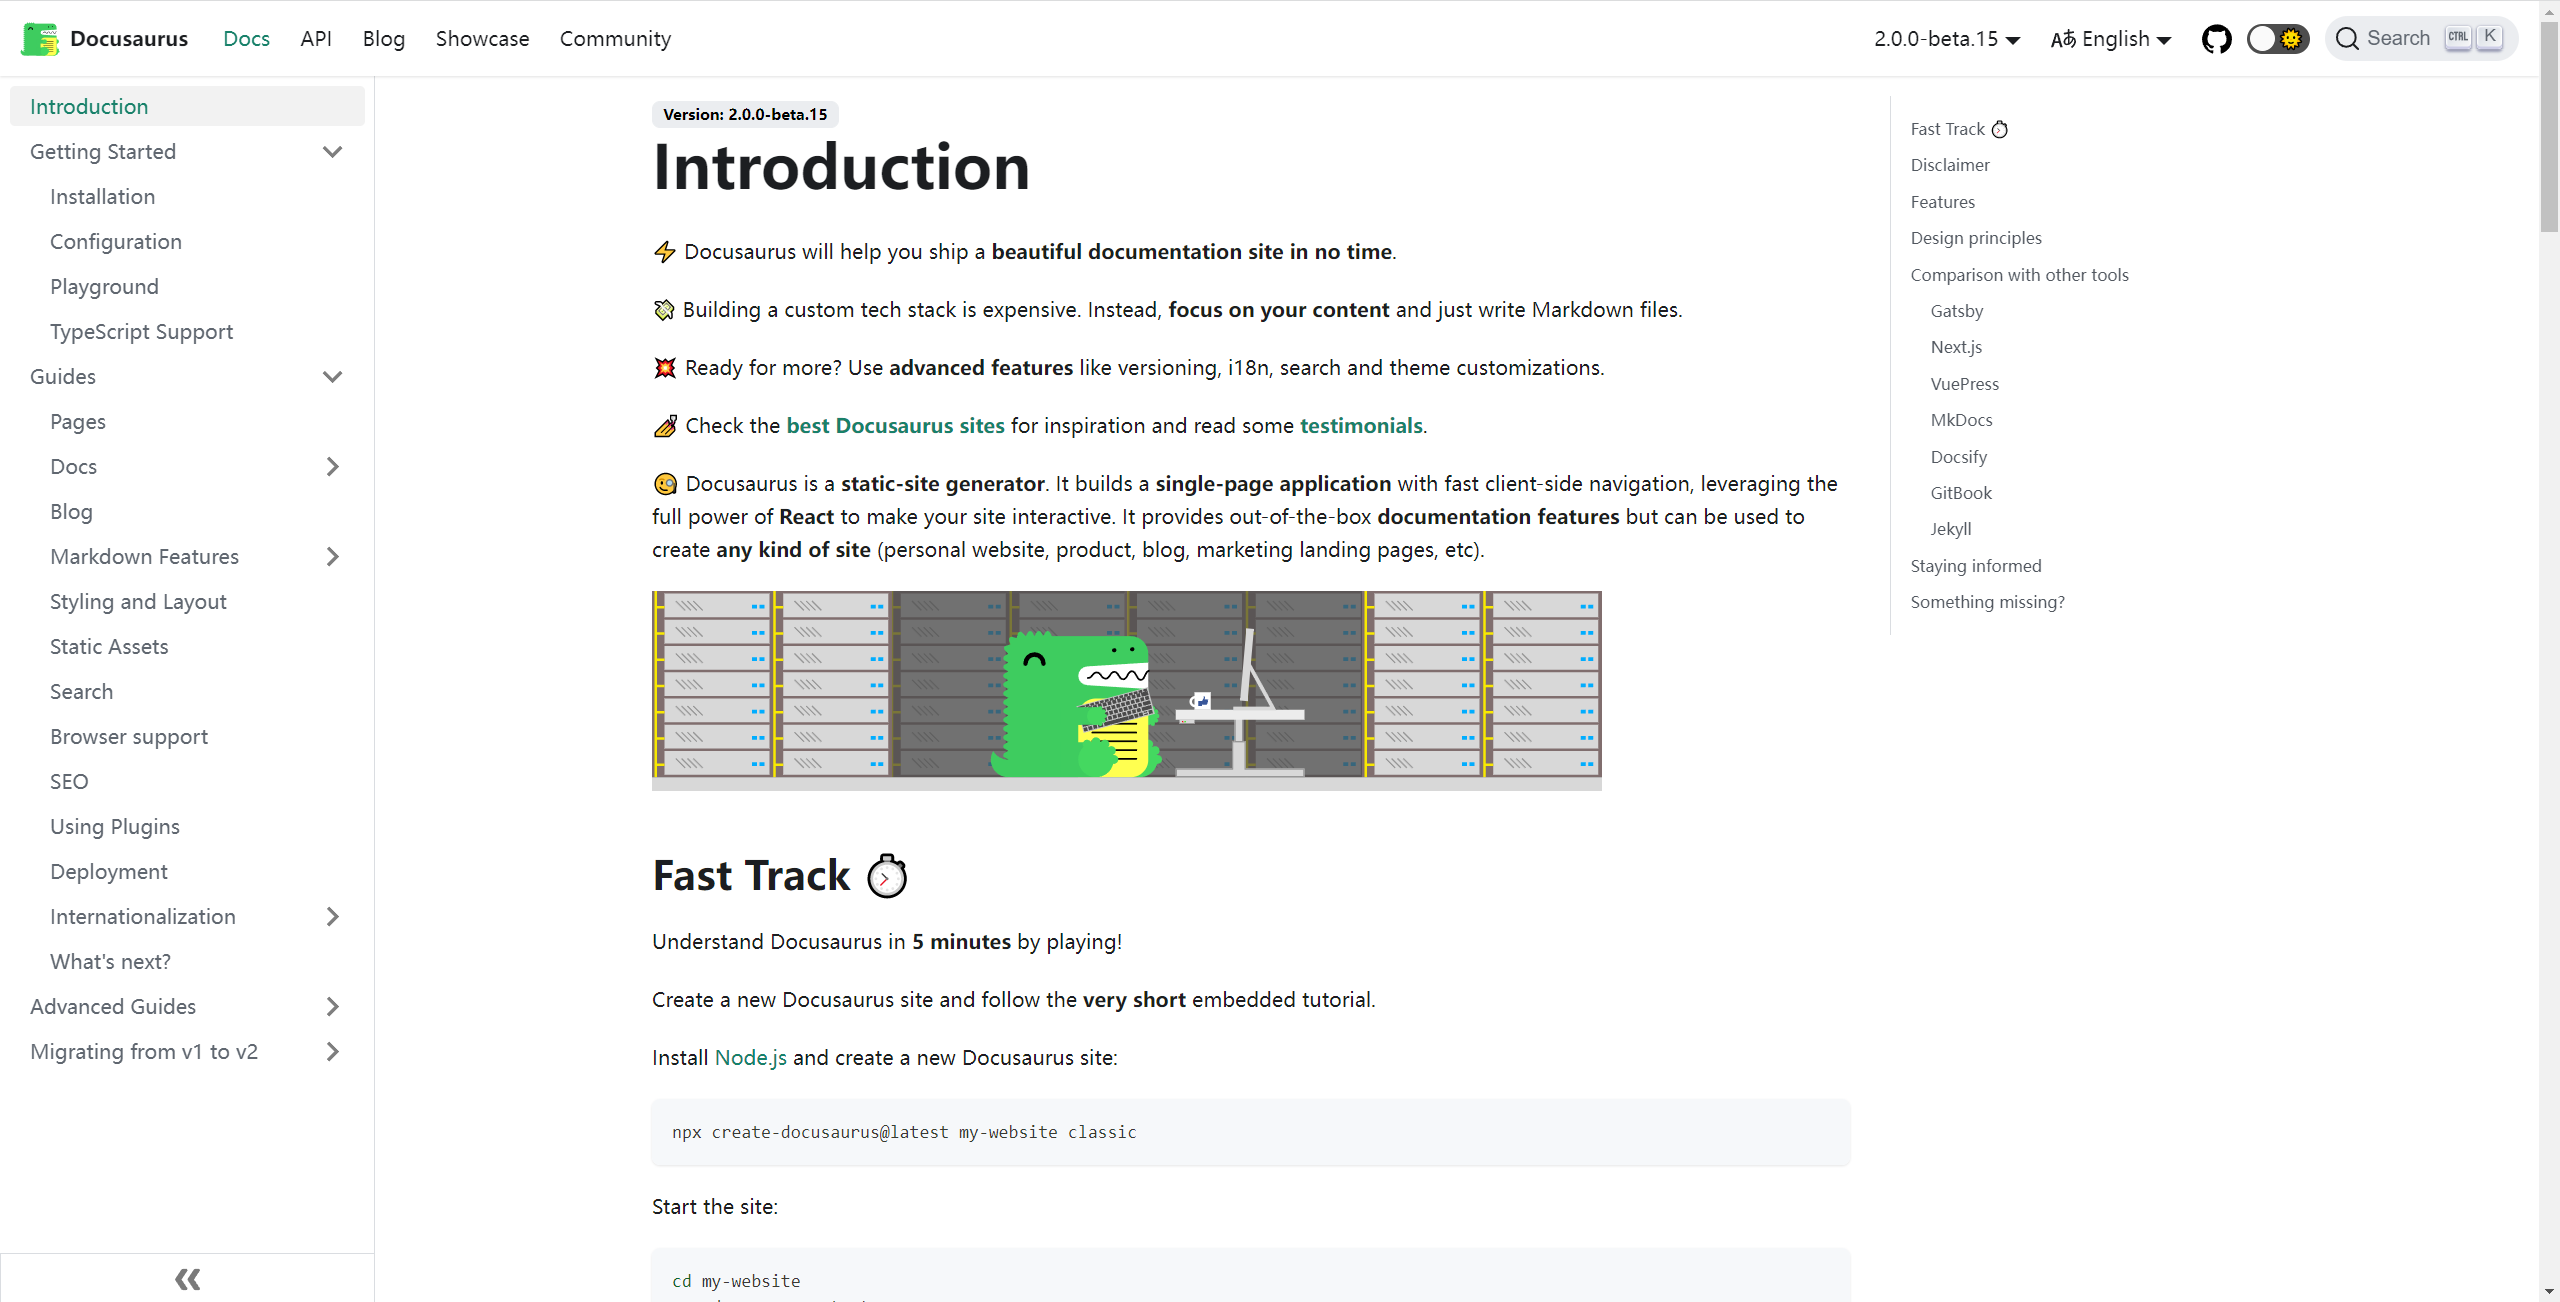 Docusaurus Docs API Blog Showcase Community 2.0.0-beta.15 English Search CTRL K
Introduction
Getting Started
Installation
Configuration
Playground
TypeScript Support
Guides
Pages
Docs
Blog
Markdown Features
Styling and Layout
Static Assets
Search
Browser support
SEO
Using Plugins
Deployment
Internationalization
What's next?
Advanced Guides
Migrating from v1 to v2
Version: 2.0.0-beta.15
Introduction
⚡️ Docusaurus will help you ship a beautiful documentation site in no time.
💸 Building a custom tech stack is expensive. Instead, focus on your content and just write Markdown files.
💥 Ready for more? Use advanced features like versioning, i18n, search and theme customizations.
💅 Check the best Docusaurus sites for inspiration and read some testimonials.
🧐 Docusaurus is a static-site generator. It builds a single-page application with fast client-side navigation, leveraging the
full power of React to make your site interactive. It provides out-of-the-box documentation features but can be used to
create any kind of site (personal website, product, blog, marketing landing pages, etc).
Fast Track ⏱️
Understand Docusaurus in 5 minutes by playing!
Create a new Docusaurus site and follow the very short embedded tutorial.
Install Node.js and create a new Docusaurus site:
npx create-docusaurus@latest my-website classic
Start the site:
cd my-website
Fast Track ⏱️
Disclaimer
Features
Design principles
Comparison with other tools
Gatsby
Next.js
VuePress
MkDocs
Docsify
GitBook
Jekyll
Staying informed
Something missing?